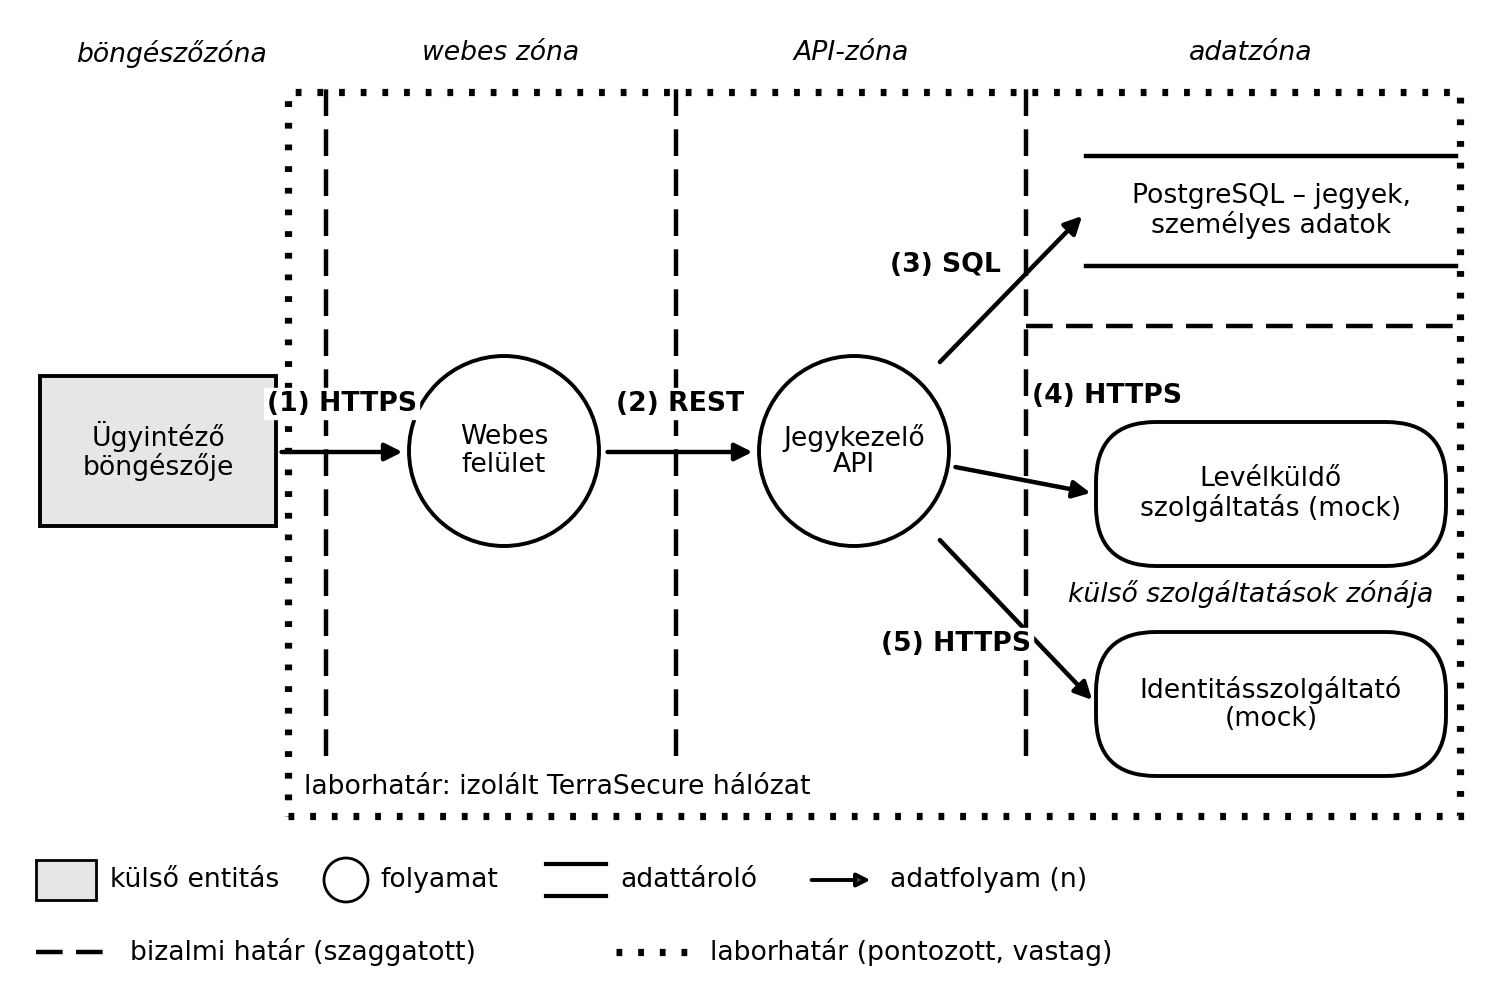 böngészőzóna
webes zóna
API-zóna
adatzóna
PostgreSQL – jegyek,
személyes adatok
(3) SQL
(1) HTTPS
(2) REST
(4) HTTPS
Ügyintéző
böngészője
Webes
felület
Jegykezelő
API
Levélküldő
szolgáltatás (mock)
külső szolgáltatások zónája
(5) HTTPS
Identitásszolgáltató
(mock)
laborhatár: izolált TerraSecure hálózat
külső entitás
folyamat
adattároló
adatfolyam (n)
bizalmi határ (szaggatott)
laborhatár (pontozott, vastag)